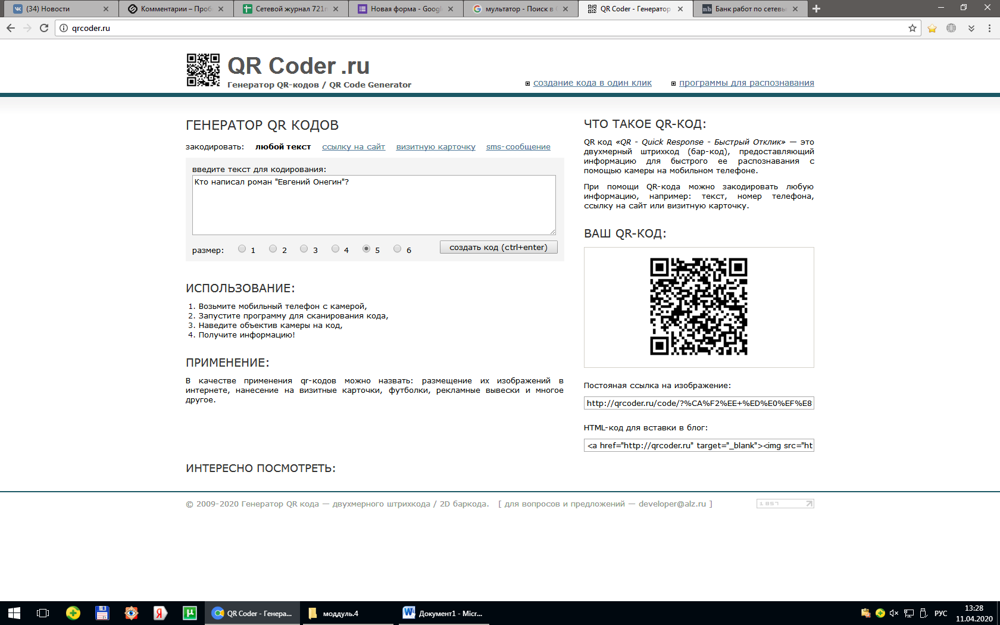 (34) Новости
Комментарии – Проб
Сетевой журнал 721
Новая форма - Google
мультатор - Поиск в
QR Coder - Генератор
Банк работ по сетевы
qrcoder.ru
QR Coder .ru
Генератор QR-кодов / QR Code Generator
создание кода в один клик
программы для распознавания
ГЕНЕРАТОР QR КОДОВ
закодировать: любой текст ссылку на сайт визитную карточку sms-сообщение
введите текст для кодирования:
Кто написал роман "Евгений Онегин"?
размер: 1 2 3 4 5 6
создать код (ctrl+enter)
ИСПОЛЬЗОВАНИЕ:
1. Возьмите мобильный телефон с камерой,
2. Запустите программу для сканирования кода,
3. Наведите объектив камеры на код,
4. Получите информацию!
ПРИМЕНЕНИЕ:
В качестве применения qr-кодов можно назвать: размещение их изображений в
интернете, нанесение на визитные карточки, футболки, рекламные вывески и многое
другое.
ЧТО ТАКОЕ QR-КОД:
QR код «QR - Quick Response - Быстрый Отклик» — это
двухмерный штрихкод (бар-код), предоставляющий
информацию для быстрого ее распознавания с
помощью камеры на мобильном телефоне.
При помощи QR-кода можно закодировать любую
информацию, например: текст, номер телефона,
ссылку на сайт или визитную карточку.
ВАШ QR-КОД:
Постояная ссылка на изображение:
http://qrcoder.ru/code/?%CA%F2%EE+%ED%E0%EF%E8
HTML-код для вставки в блог:
<a href="http://qrcoder.ru" target="_blank"><img src="ht
ИНТЕРЕСНО ПОСМОТРЕТЬ:
© 2009-2020 Генератор QR кода — двухмерного штрихкода / 2D баркода. [ для вопросов и предложений — developer@alz.ru ]
1857
QR Coder - Генера...
моддуль.4
Документ1 - Micr...
РУС
13:28
11.04.2020